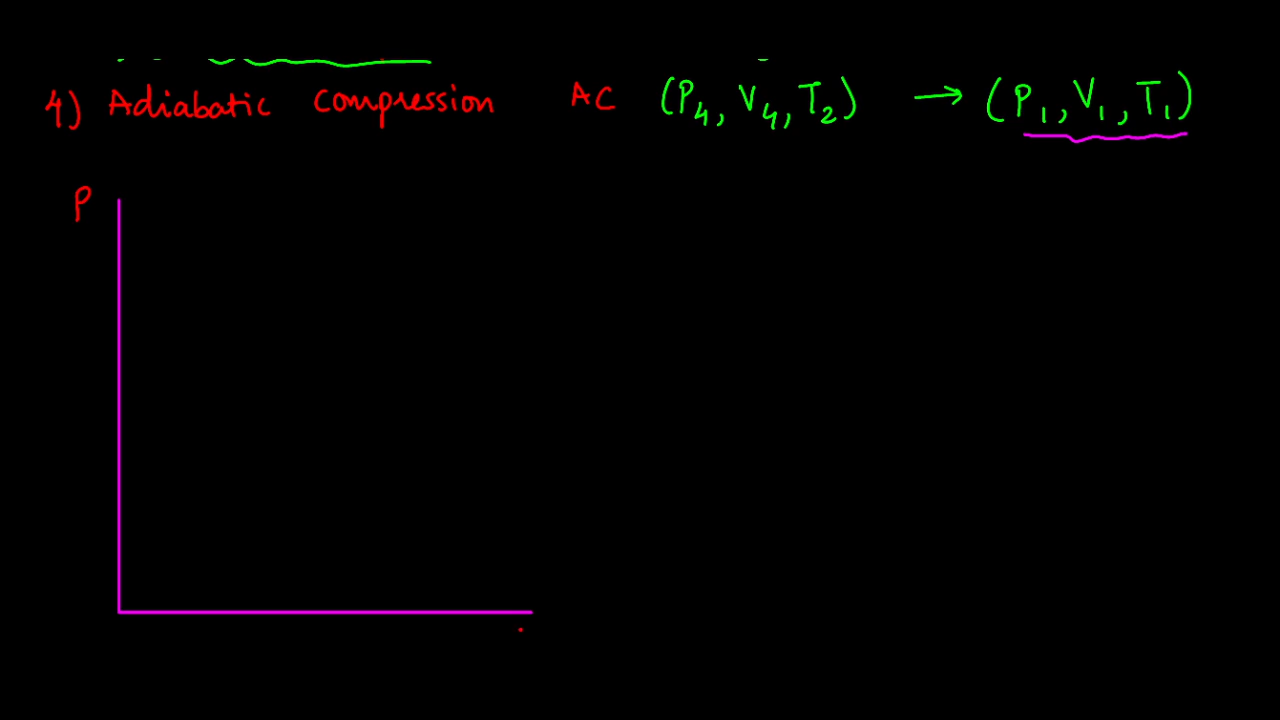 4) Adiabatic Compression AC (P₄, V₄, T₂) → (P₁, V₁, T₁)
P